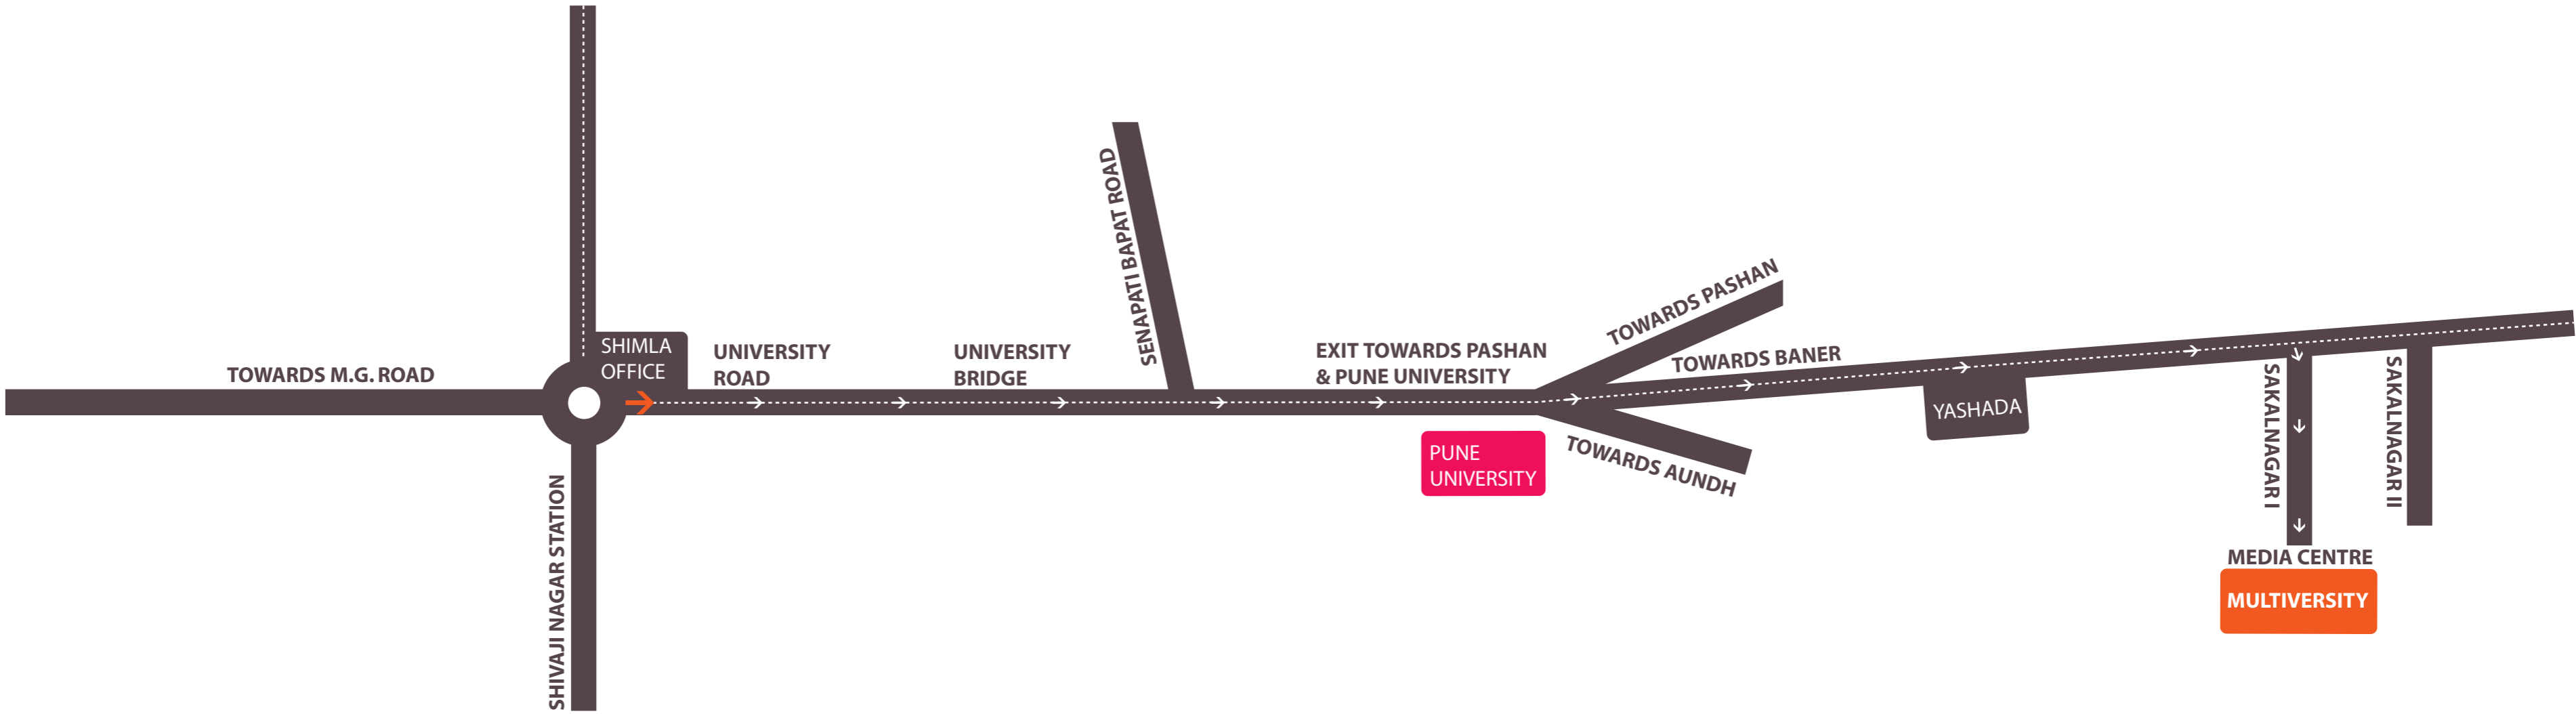 TOWARDS M.G. ROAD
SHIVAJI NAGAR STATION
SHIMLA
OFFICE
UNIVERSITY
ROAD
UNIVERSITY
BRIDGE
SENAPATI BAPAT ROAD
EXIT TOWARDS PASHAN
& PUNE UNIVERSITY
PUNE
UNIVERSITY
TOWARDS PASHAN
TOWARDS BANER
TOWARDS AUNDH
YASHADA
SAKALNAGAR I
SAKALNAGAR II
MEDIA CENTRE
MULTIVERSITY